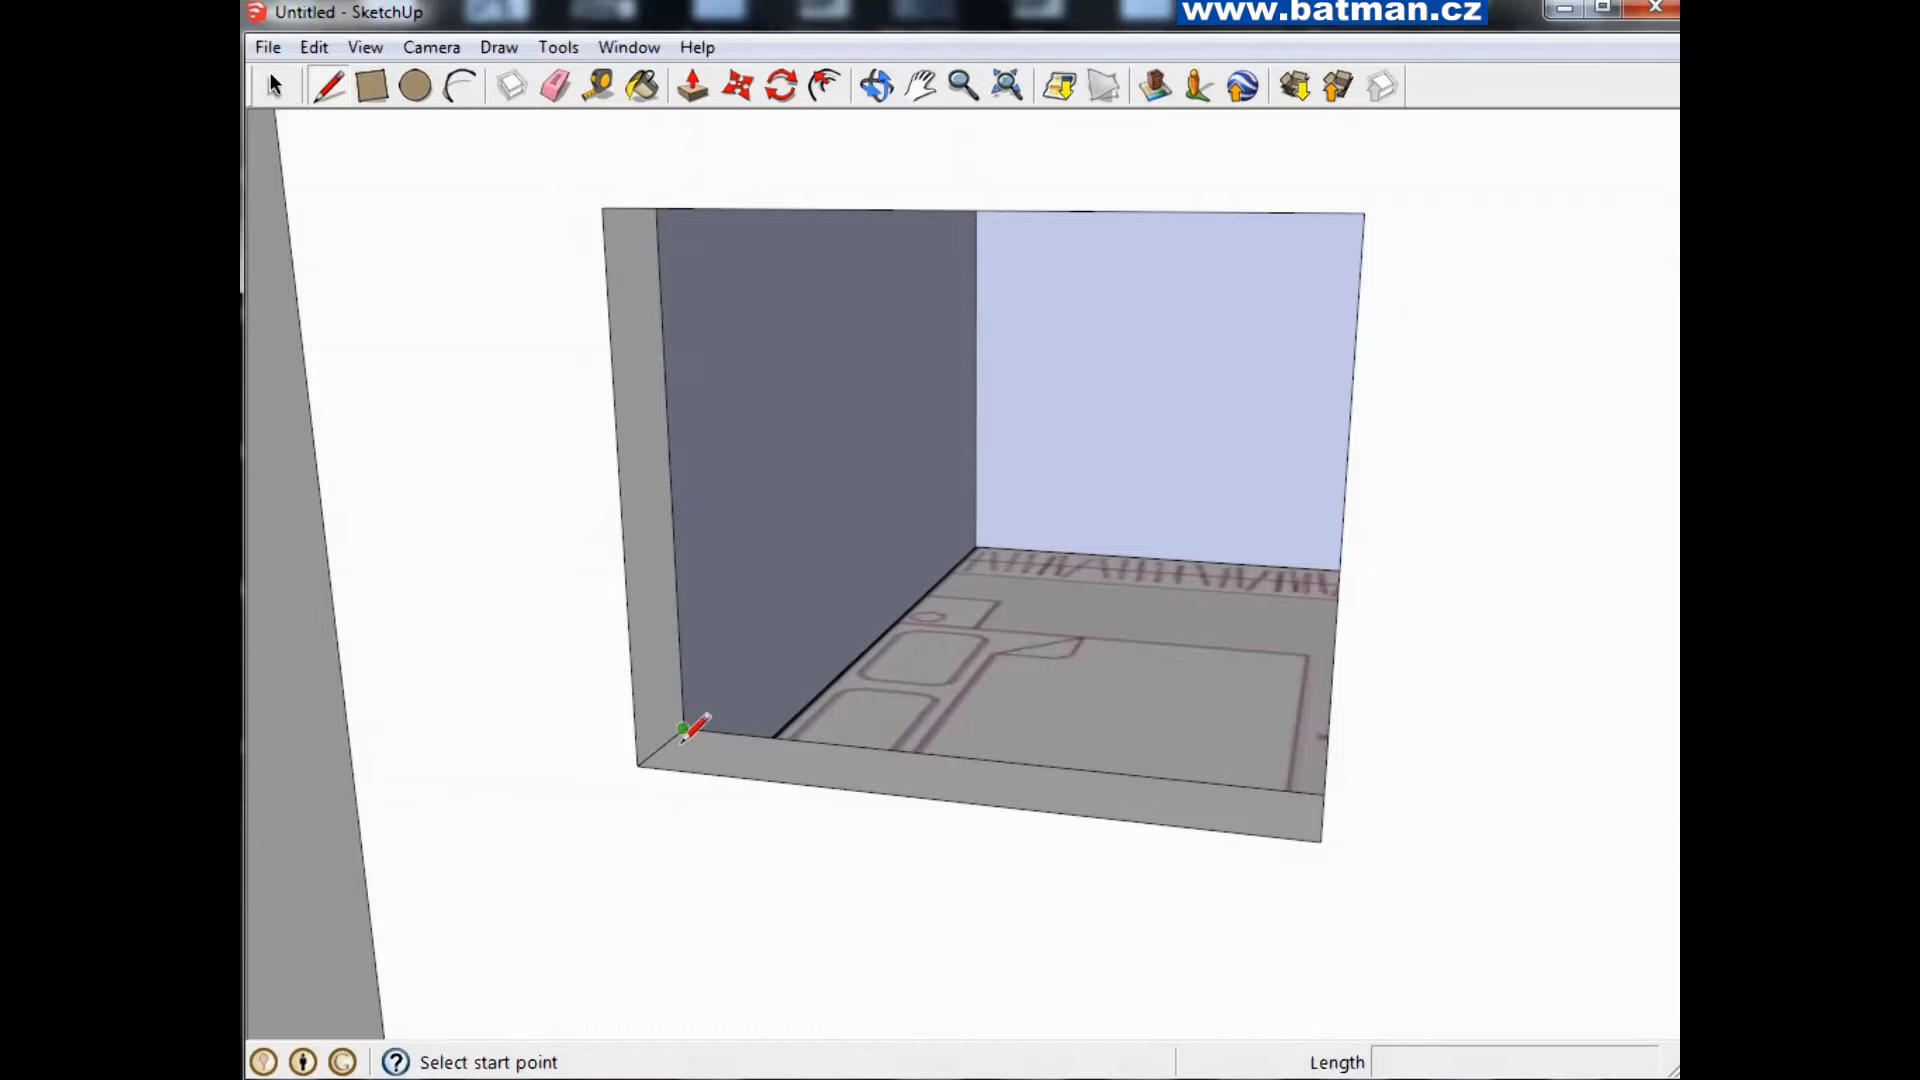 Untitled - SketchUp
www.batman.cz
File Edit View Camera Draw Tools Window Help
Select start point
Length